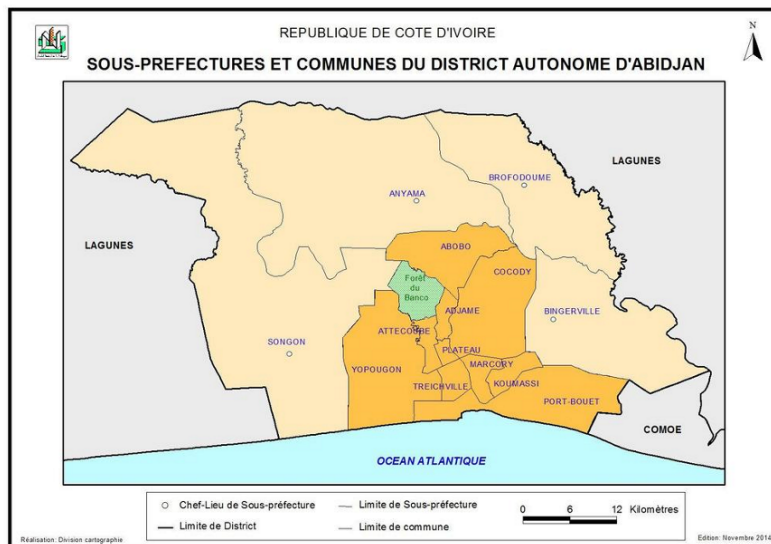 REPUBLIQUE DE COTE D'IVOIRE
N
SOUS-PREFECTURES ET COMMUNES DU DISTRICT AUTONOME D'ABIDJAN
LAGUNES
BROFODOUME
ANYAMA
LAGUNES
ABOBO
COCODY
Forêt
du
Banco
ADJAME
BINGERVILLE
ATTECOUBE
SONGON
PLATEAU
YOPOUGON
MARCORY
TREICHVILLE
KOUMASSI
PORT-BOUET
COMOE
OCEAN ATLANTIQUE
Chef-Lieu de Sous-préfecture
Limite de Sous-préfecture
0 6 12 Kilomètres
Limite de District
Limite de commune
Réalisation: Division cartographie
Edition: Novembre 2014